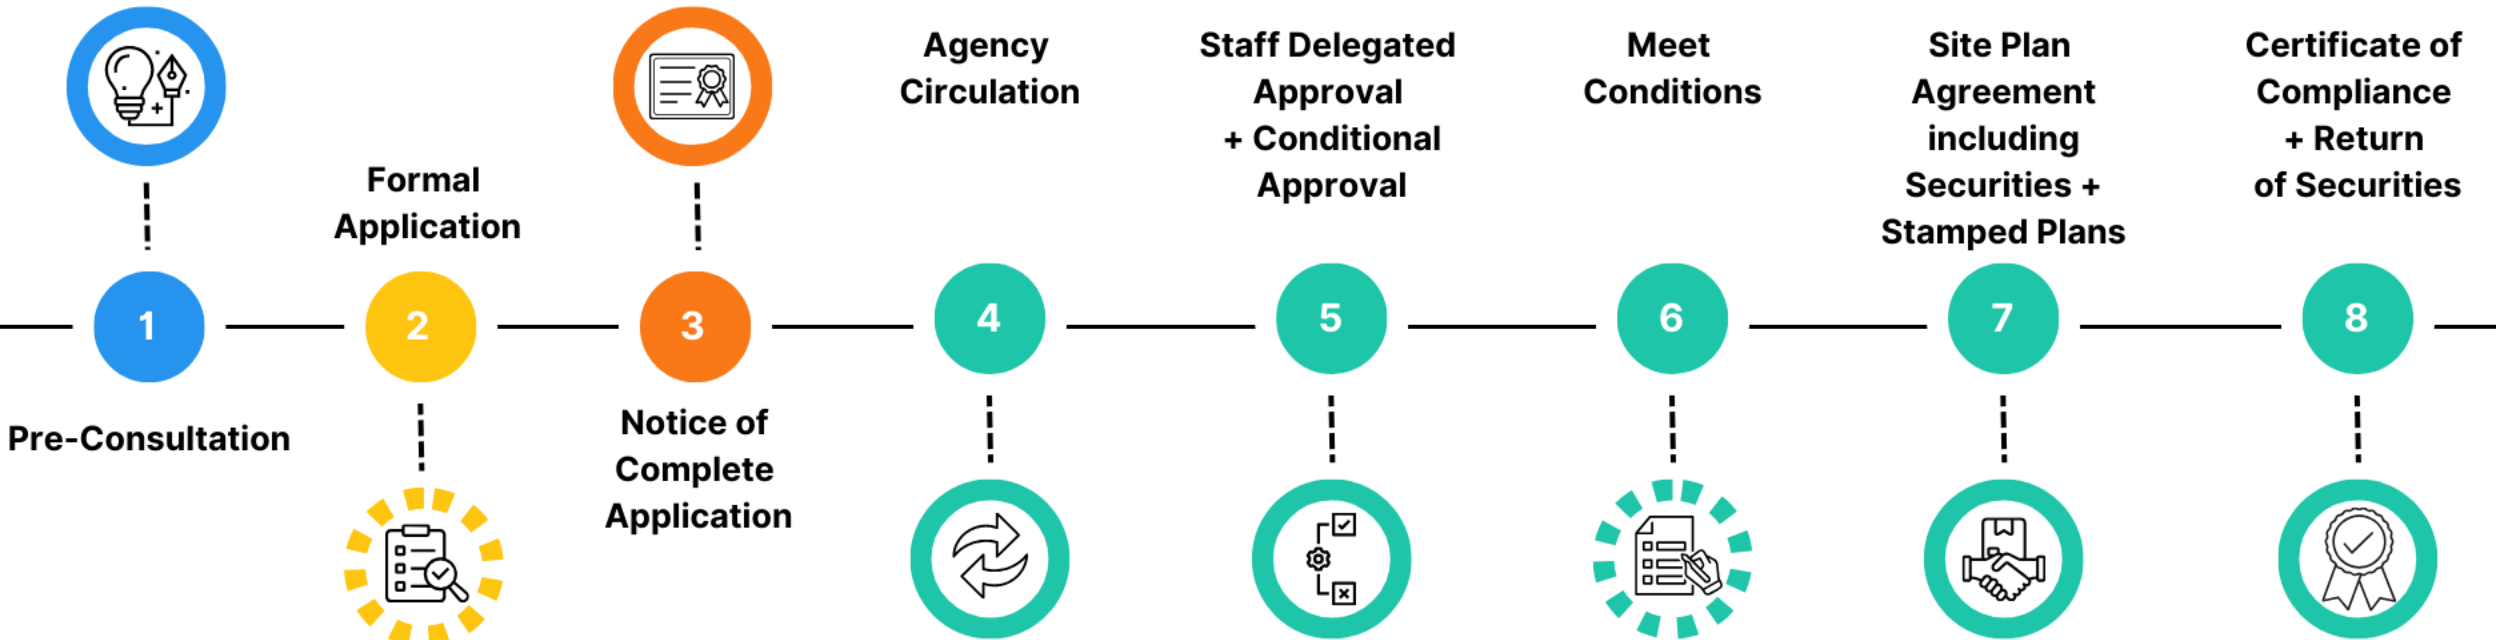 1
Pre-Consultation
Formal
Application
2
3
Notice of
Complete
Application
Agency
Circulation
4
Staff Delegated
Approval
+ Conditional
Approval
5
Meet
Conditions
6
Site Plan
Agreement
including
Securities +
Stamped Plans
7
Certificate of
Compliance
+ Return
of Securities
8